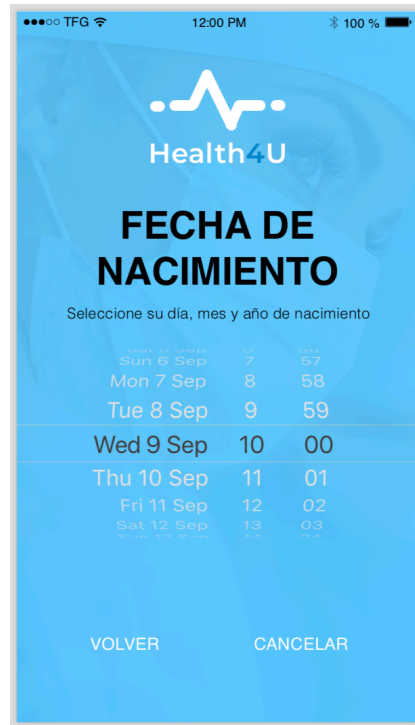 TFG 12:00 PM 100 %
Health4U
FECHA DE
NACIMIENTO
Seleccione su día, mes y año de nacimiento
Sun 6 Sep 7 57
Mon 7 Sep 8 58
Tue 8 Sep 9 59
Wed 9 Sep 10 00
Thu 10 Sep 11 01
Fri 11 Sep 12 02
Sat 12 Sep 13 03
VOLVER CANCELAR